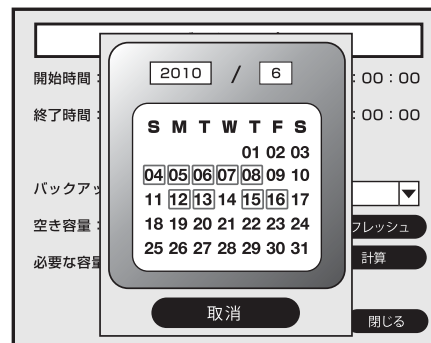 2010 / 6
開始時間：
：00：00
終了時間：
：00：00
S M T W T F S
01 02 03
04 05 06 07 08 09 10
11 12 13 14 15 16 17
18 19 20 21 22 23 24
25 26 27 28 29 30 31
バックアッ
空き容量：
フレッシュ
必要な容量
計算
取消
閉じる